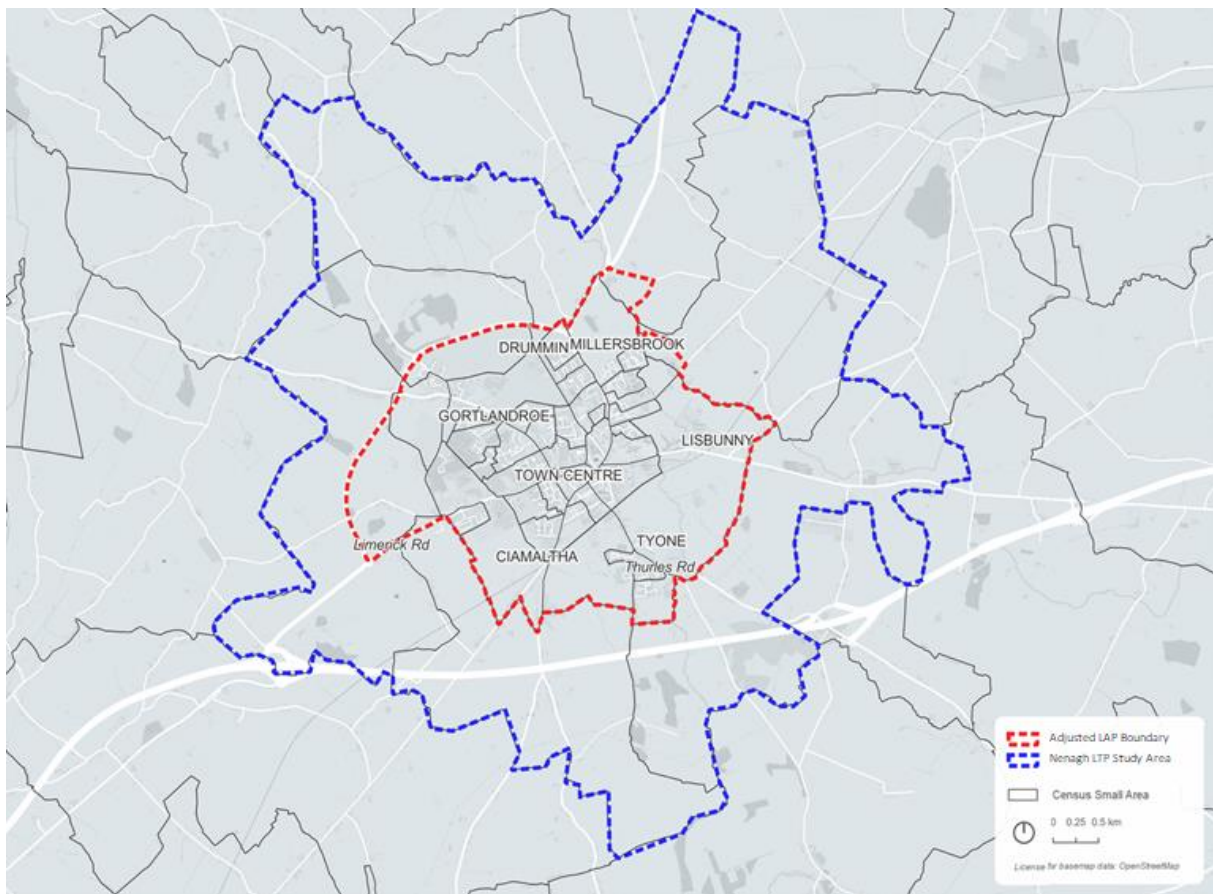 DRUMMIN
MILLERSBROOK
GORTLANDROE
LISBUNNY
TOWN CENTRE
Limerick Rd
CIAMALTHA
TYONE
Thurles Rd
Adjusted LAP Boundary
Nenagh LTP Study Area
Census Small Area
0 0.25 0.5 km
License for basemap data: OpenStreetMap